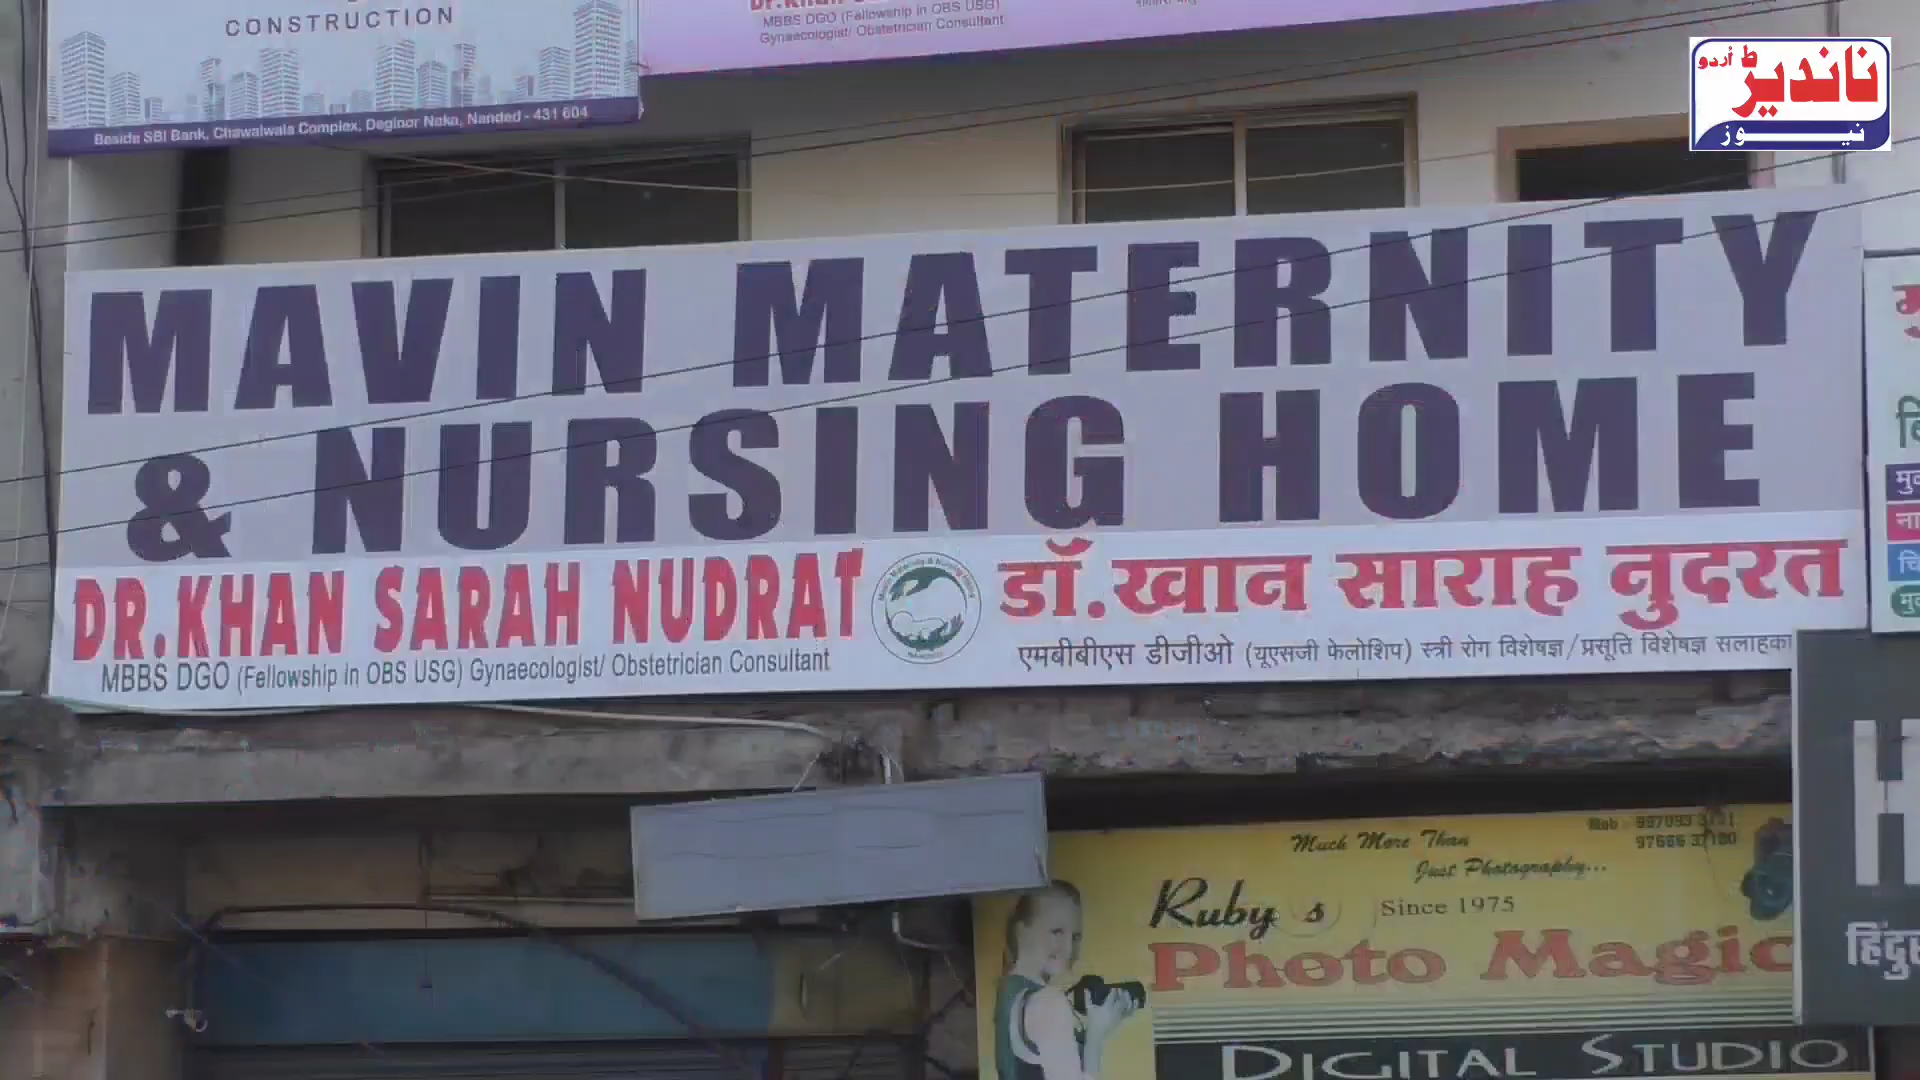 CONSTRUCTION
Beside SBI Bank, Chawalwala Complex, Degloor Naka, Nanded - 431 604
MBBS DGO (Fellowship in OBS USG)
Gynaecologist/ Obstetrician Consultant
ناندیڑ اُردو
نیوز
MAVIN MATERNITY
& NURSING HOME
DR.KHAN SARAH NUDRAT
MBBS DGO (Fellowship in OBS USG) Gynaecologist/ Obstetrician Consultant
डॉ.खान साराह नुदरत
एमबीबीएस डीजीओ (यूएसजी फेलोशिप) स्त्री रोग विशेषज्ञ/प्रसूति विशेषज्ञ सलाहका
Much More Than
Just Photography...
Mob :
Ruby's
Since 1975
Photo Magic
DIGITAL STUDIO